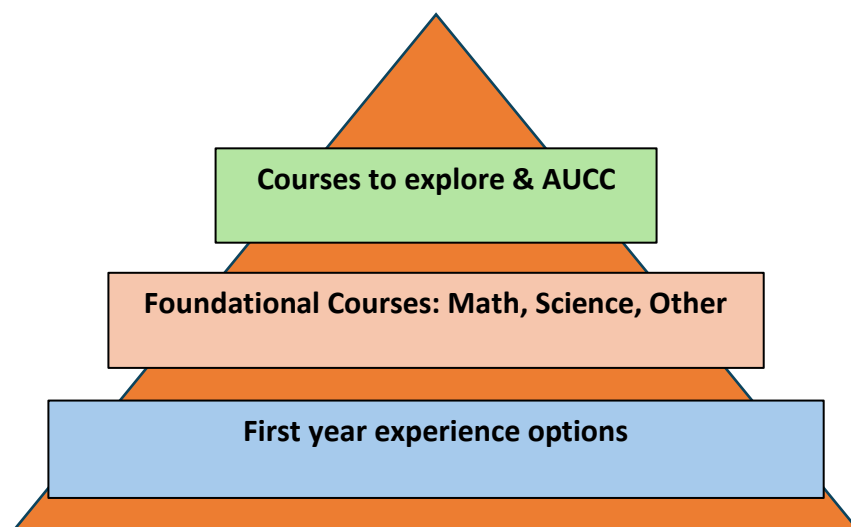 Courses to explore & AUCC
Foundational Courses: Math, Science, Other
First year experience options